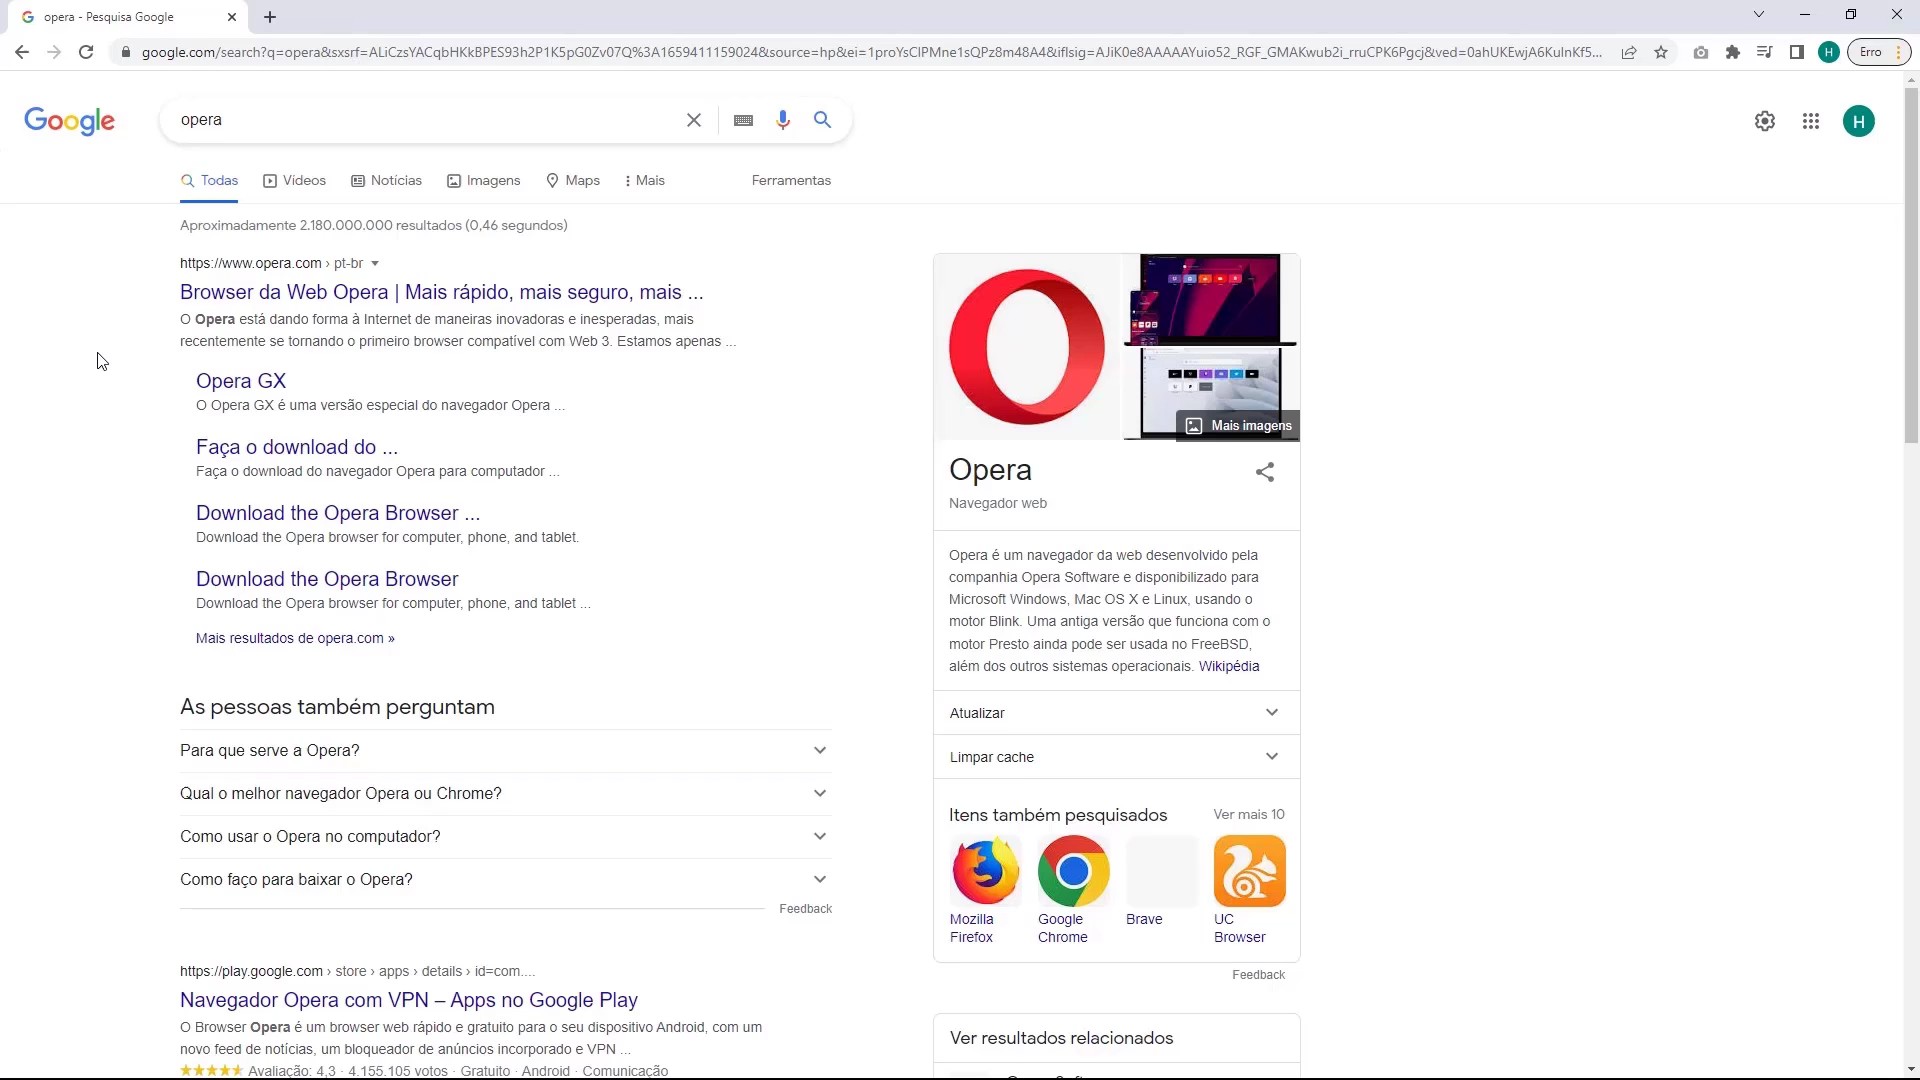 opera - Pesquisa Google
google.com/search?q=opera&sxsrf=ALiCzsYACqbHKkBPES93h2P1K5pG0Zv07Q%3A1659411159024&source=hp&ei=1proYsClPMne1sQPz8m48A4&iflsig=AJiK0e8AAAAAYuio52_RGF_GMAKwub2i_rruCPK6Pgcj&ved=0ahUKEwjA6KulnKf5...
H
Erro
Google
opera
H
Todas
Vídeos
Notícias
Imagens
Maps
Mais
Ferramentas
Aproximadamente 2.180.000.000 resultados (0,46 segundos)
https://www.opera.com › pt-br
Browser da Web Opera | Mais rápido, mais seguro, mais ...
O Opera está dando forma à Internet de maneiras inovadoras e inesperadas, mais
recentemente se tornando o primeiro browser compatível com Web 3. Estamos apenas ...
Opera GX
O Opera GX é uma versão especial do navegador Opera ...
Faça o download do ...
Faça o download do navegador Opera para computador ...
Download the Opera Browser ...
Download the Opera browser for computer, phone, and tablet.
Download the Opera Browser
Download the Opera browser for computer, phone, and tablet ...
Mais resultados de opera.com »
As pessoas também perguntam
Para que serve a Opera?
Qual o melhor navegador Opera ou Chrome?
Como usar o Opera no computador?
Como faço para baixar o Opera?
Feedback
https://play.google.com › store › apps › details › id=com....
Navegador Opera com VPN – Apps no Google Play
O Browser Opera é um browser web rápido e gratuito para o seu dispositivo Android, com um
novo feed de notícias, um bloqueador de anúncios incorporado e VPN ...
Avaliação: 4,3 · 4.155.105 votos · Gratuito · Android · Comunicação
Mais imagens
Opera
Navegador web
Opera é um navegador da web desenvolvido pela
companhia Opera Software e disponibilizado para
Microsoft Windows, Mac OS X e Linux, usando o
motor Blink. Uma antiga versão que funciona com o
motor Presto ainda pode ser usada no FreeBSD,
além dos outros sistemas operacionais. Wikipédia
Atualizar
Limpar cache
Itens também pesquisados
Ver mais 10
Mozilla
Firefox
Google
Chrome
Brave
UC
Browser
Feedback
Ver resultados relacionados